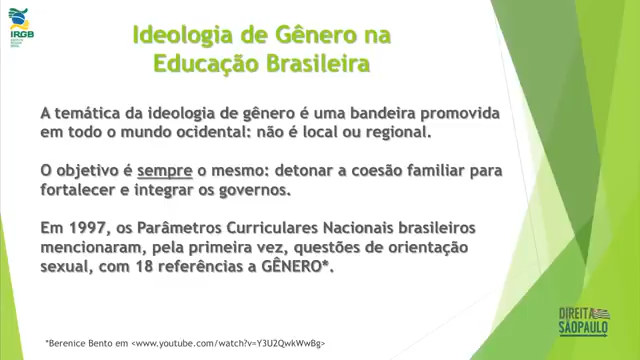 IRGB
Ideologia de Gênero na
Educação Brasileira
A temática da ideologia de gênero é uma bandeira promovida
em todo o mundo ocidental: não é local ou regional.
O objetivo é sempre o mesmo: detonar a coesão familiar para
fortalecer e integrar os governos.
Em 1997, os Parâmetros Curriculares Nacionais brasileiros
mencionaram, pela primeira vez, questões de orientação
sexual, com 18 referências a GÊNERO*.
DIREITA
SÃOPAULO
*Berenice Bento em <www.youtube.com/watch?v=Y3U2QwkWwBg>